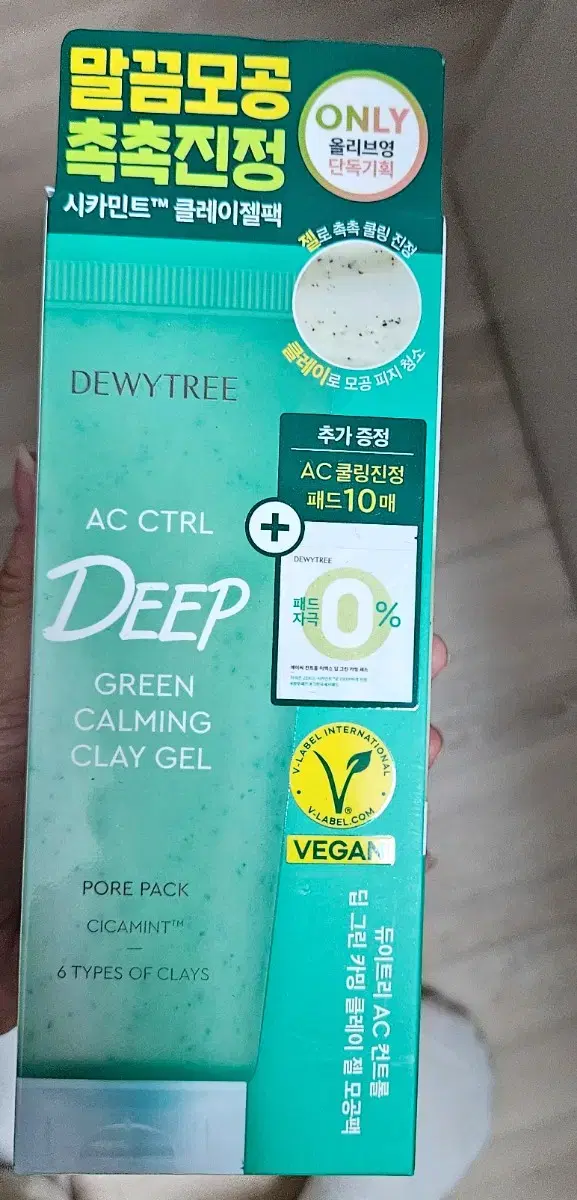 말끔모공
촉촉진정
시카민트™ 클레이젤팩
ONLY
올리브영
단독기획
젤로 촉촉 쿨링 진정
클레이로 모공 피지 청소
DEWYTREE
추가 증정
AC 쿨링진정
패드10매
+
DEWYTREE
패드
자극
0%
AC CTRL
DEEP
GREEN
CALMING
CLAY GEL
V-LABEL INTERNATIONAL
V-LABEL.COM
®
VEGAN
PORE PACK
CICAMINT™
6 TYPES OF CLAYS
듀이트리 AC 컨트롤
딥 그린 카밍 클레이 젤 모공팩